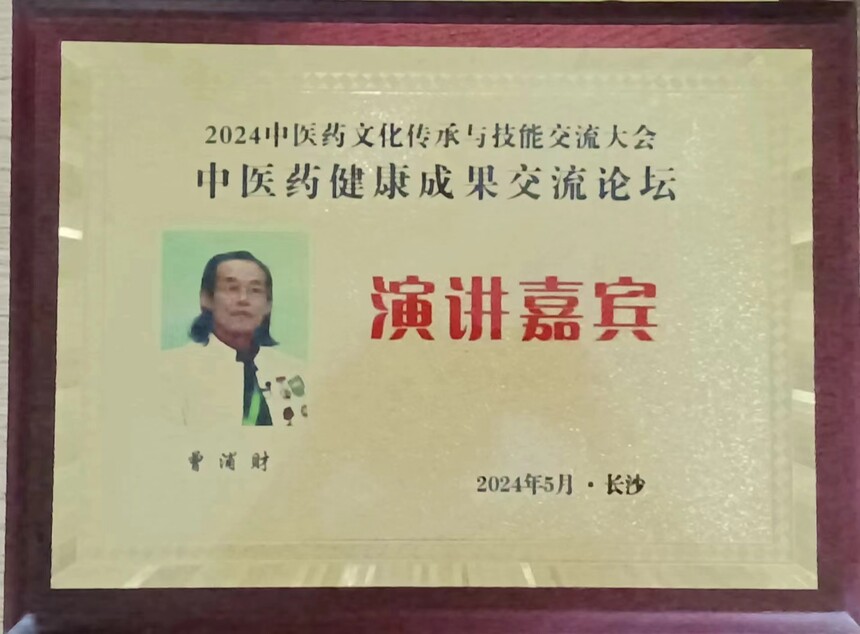 2024中医药文化传承与技能交流大会
中医药健康成果交流论坛
演讲嘉宾
曾浦财
2024年5月·长沙